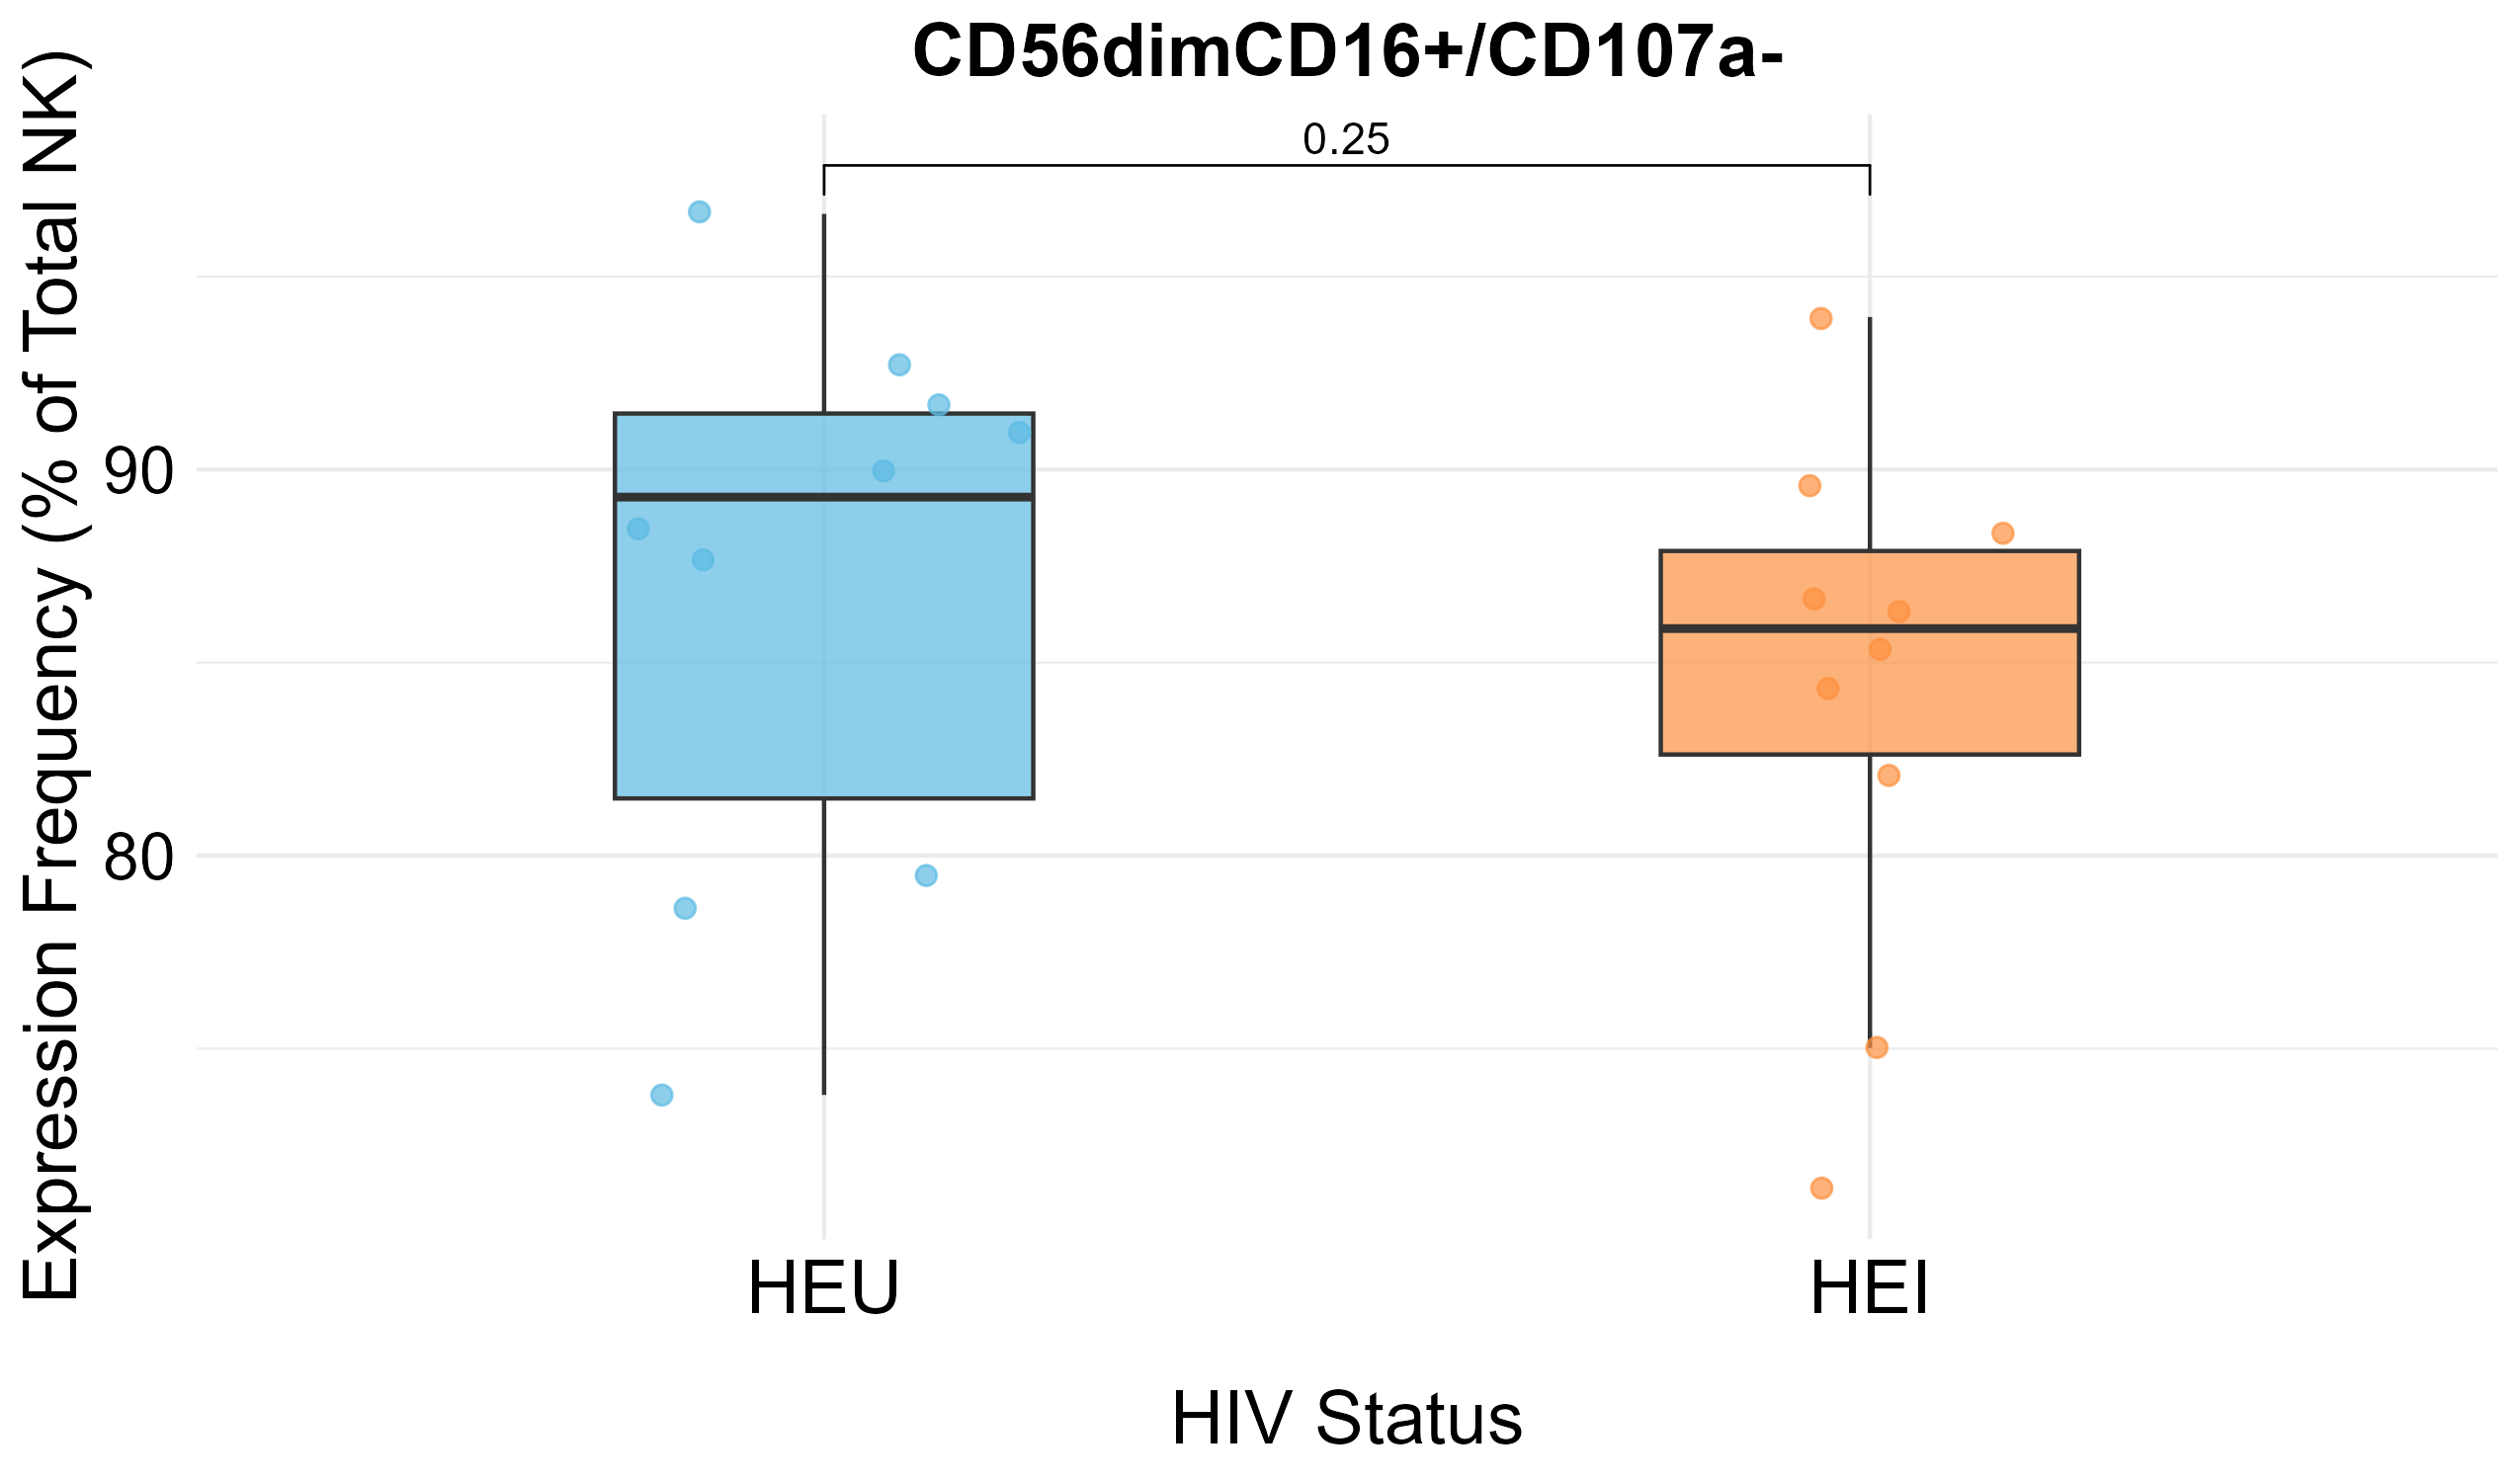 CD56dimCD16+/CD107a-
0.25
Expression Frequency (% of Total NK)
90
80
HEU
HEI
HIV Status